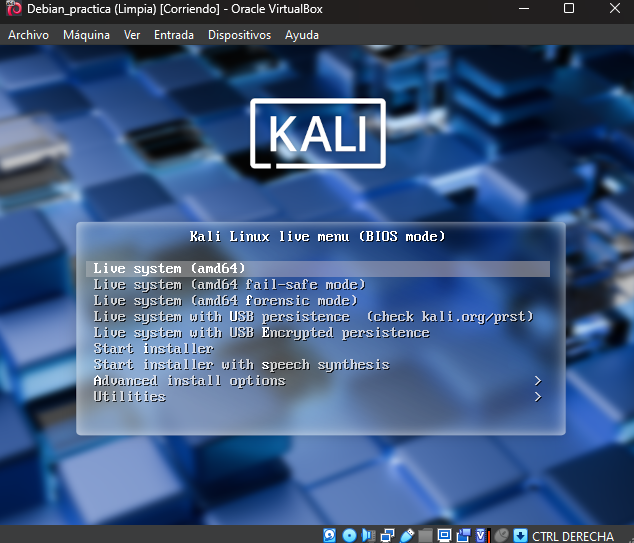 Debian_practica (Limpia) [Corriendo] - Oracle VirtualBox
Archivo Máquina Ver Entrada Dispositivos Ayuda
KALI
Kali Linux live menu (BIOS mode)
Live system (amd64)
Live system (amd64 fail-safe mode)
Live system (amd64 forensic mode)
Live system with USB persistence  (check kali.org/prst)
Live system with USB Encrypted persistence
Start installer
Start installer with speech synthesis
Advanced install options >
Utilities >
CTRL DERECHA